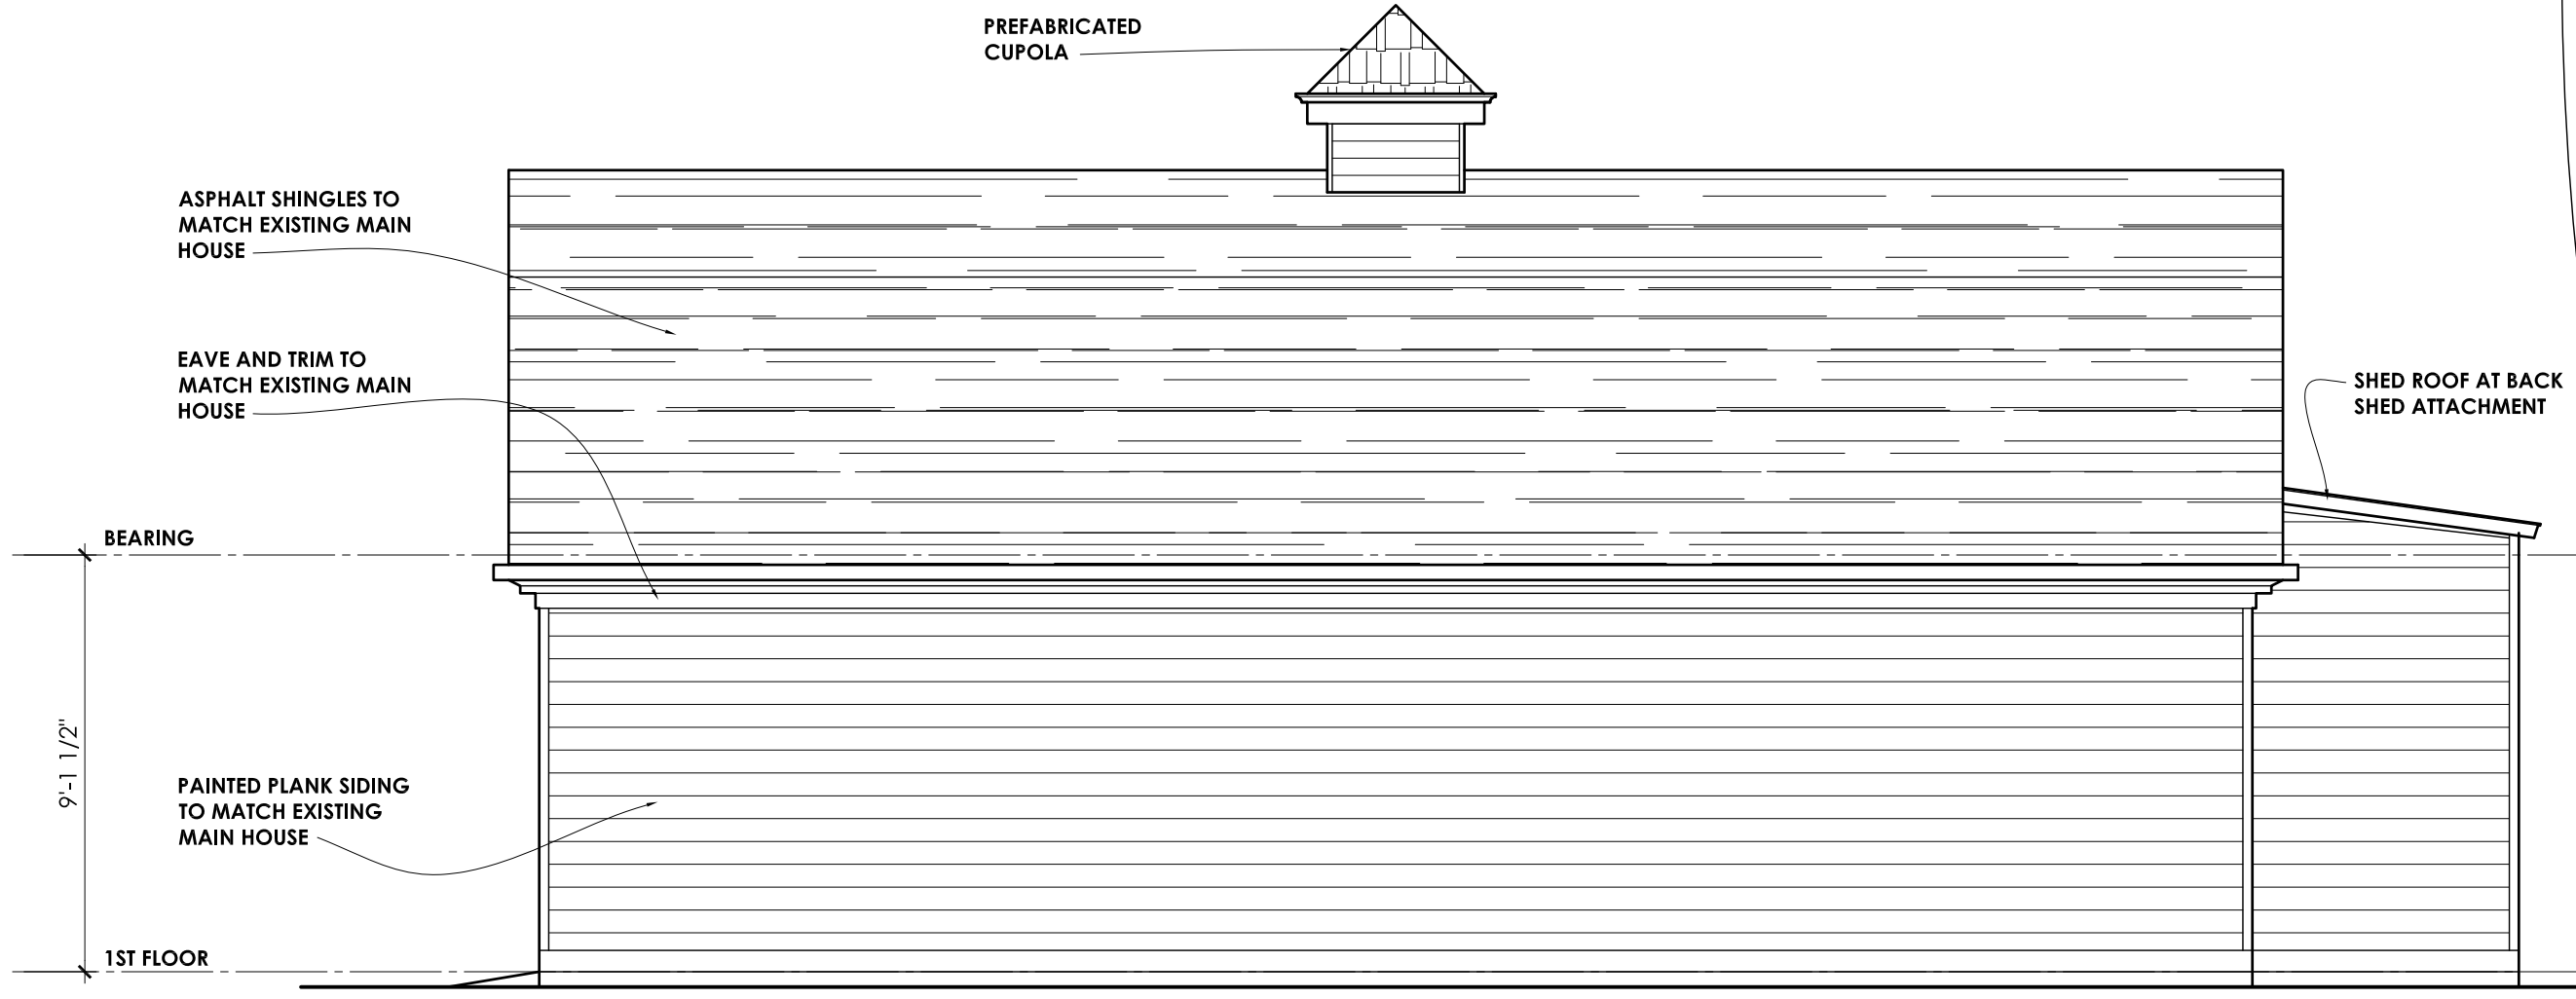 PREFABRICATED
CUPOLA
ASPHALT SHINGLES TO
MATCH EXISTING MAIN
HOUSE
EAVE AND TRIM TO
MATCH EXISTING MAIN
HOUSE
SHED ROOF AT BACK
SHED ATTACHMENT
BEARING
9'-1 1/2"
PAINTED PLANK SIDING
TO MATCH EXISTING
MAIN HOUSE
1ST FLOOR